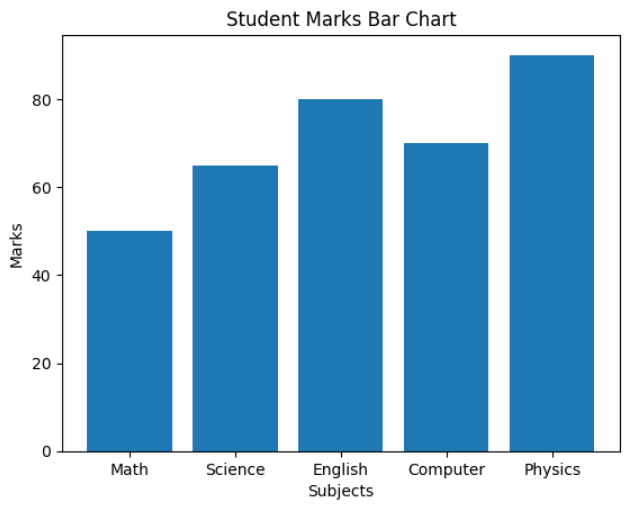 Student Marks Bar Chart
80
60
40
20
0
Marks
Math Science English Computer Physics
Subjects